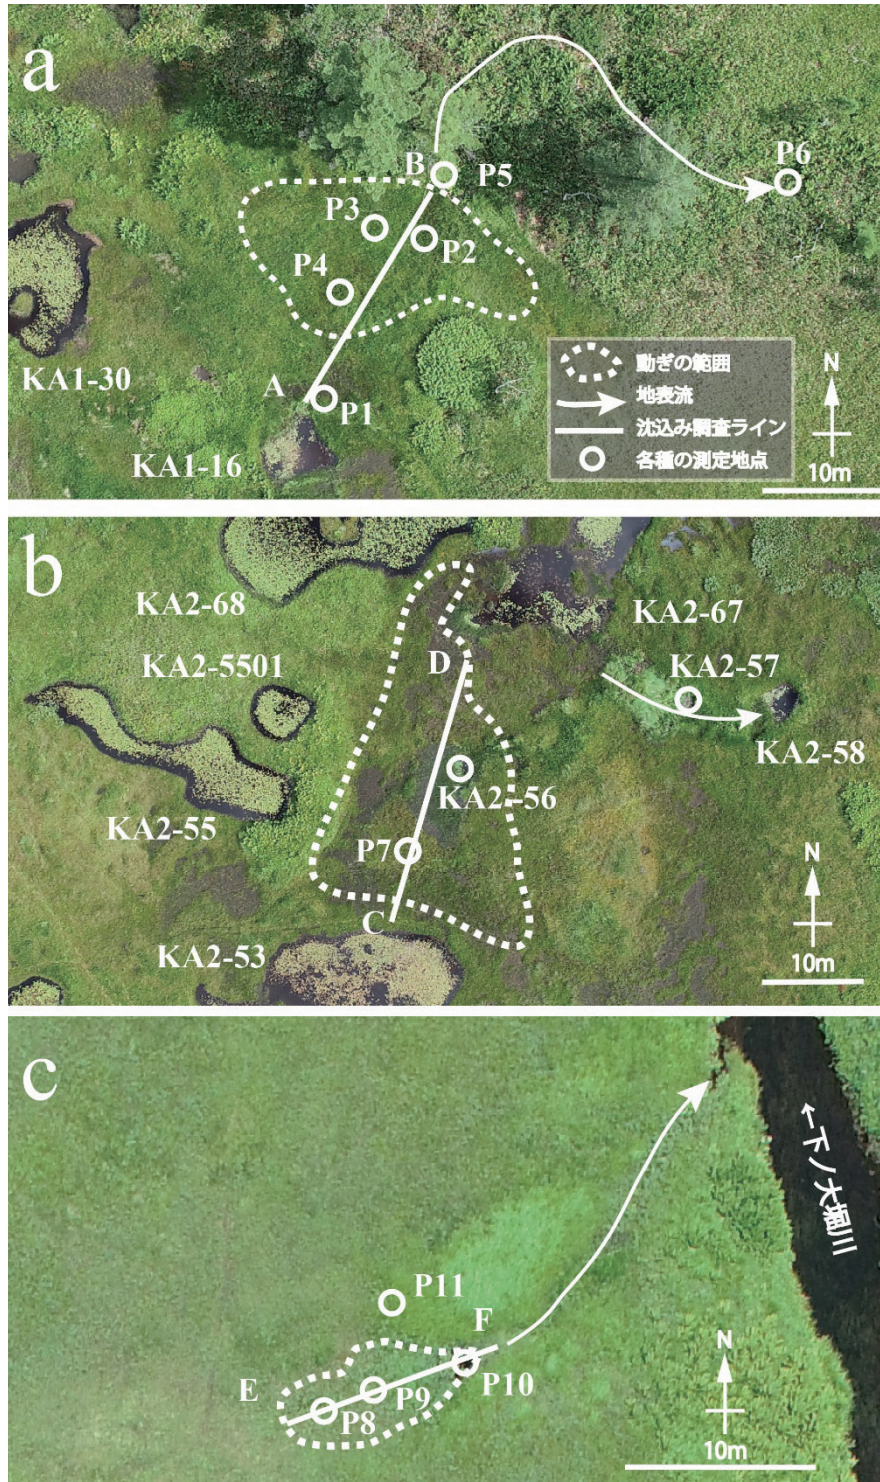 a
B
P5
P6
P3
P2
P4
KA1-30
A
P1
KA1-16
動ぎの範囲
地表流
沈込み調査ライン
各種の測定地点
N
10m
b
KA2-68
KA2-67
KA2-5501
D
KA2-57
KA2-58
KA2-56
KA2-55
P7
C
KA2-53
N
10m
c
←下ノ大堀川
P11
F
E
P10
P9
P8
N
10m